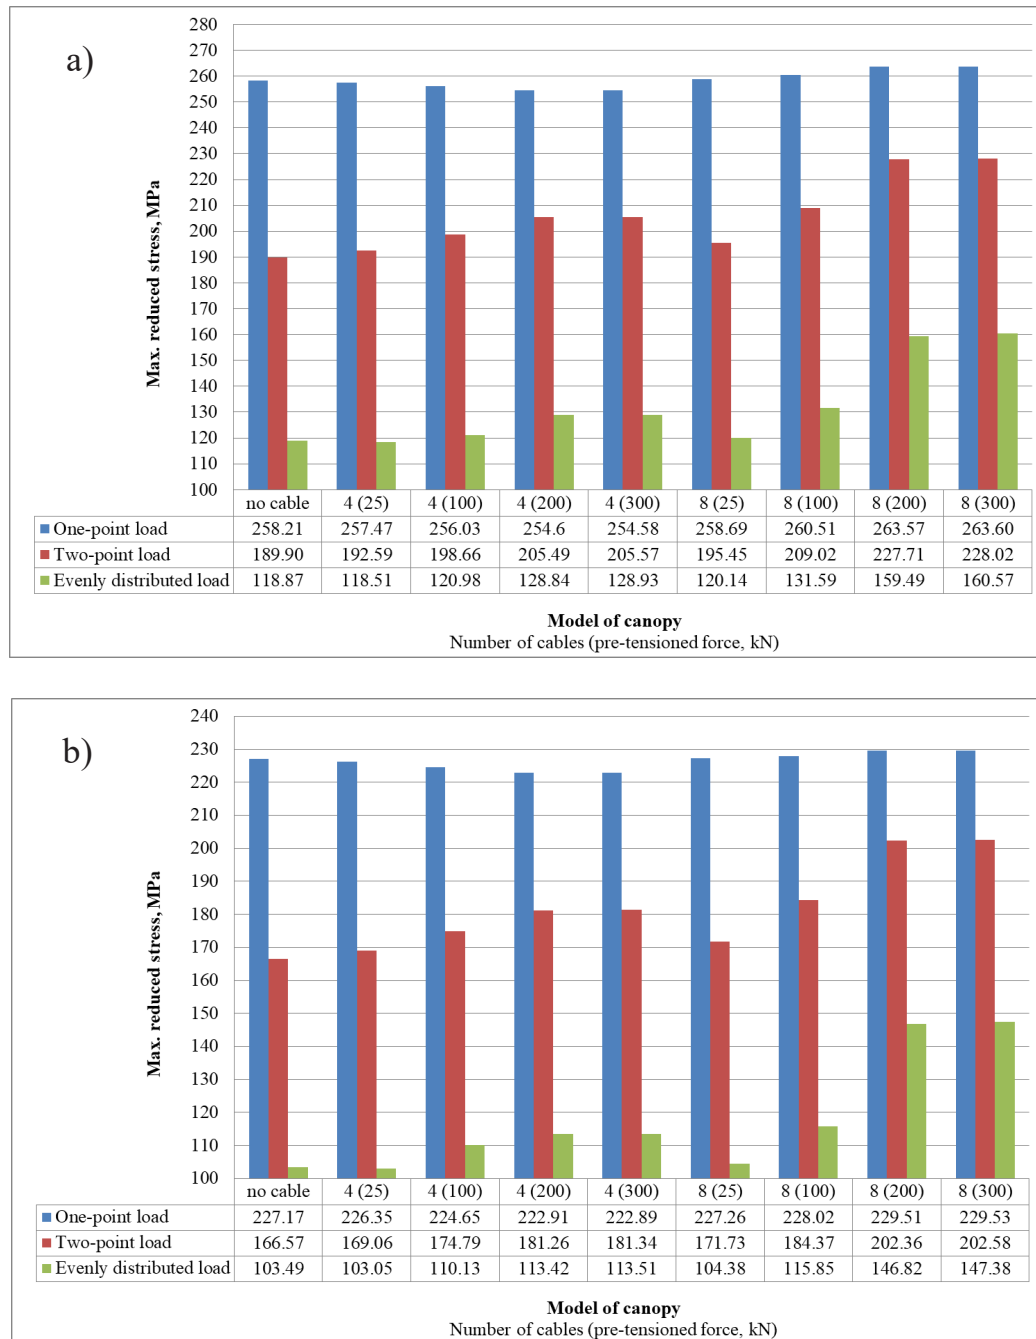 a)
280
270
260
250
240
230
220
210
200
190
180
170
160
150
140
130
120
110
100
Max. reduced stress, MPa
no cable 4 (25) 4 (100) 4 (200) 4 (300) 8 (25) 8 (100) 8 (200) 8 (300)
One-point load 258.21 257.47 256.03 254.6 254.58 258.69 260.51 263.57 263.60
Two-point load 189.90 192.59 198.66 205.49 205.57 195.45 209.02 227.71 228.02
Evenly distributed load 118.87 118.51 120.98 128.84 128.93 120.14 131.59 159.49 160.57
Model of canopy
Number of cables (pre-tensioned force, kN)
b)
240
230
220
210
200
190
180
170
160
150
140
130
120
110
100
Max. reduced stress, MPa
no cable 4 (25) 4 (100) 4 (200) 4 (300) 8 (25) 8 (100) 8 (200) 8 (300)
One-point load 227.17 226.35 224.65 222.91 222.89 227.26 228.02 229.51 229.53
Two-point load 166.57 169.06 174.79 181.26 181.34 171.73 184.37 202.36 202.58
Evenly distributed load 103.49 103.05 110.13 113.42 113.51 104.38 115.85 146.82 147.38
Model of canopy
Number of cables (pre-tensioned force, kN)